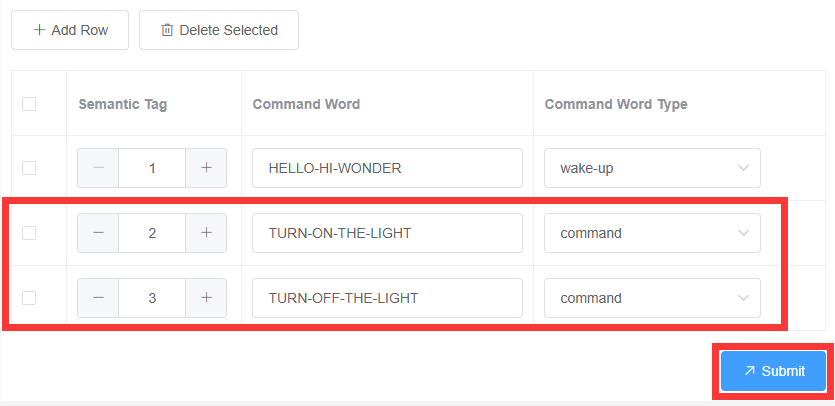 Add Row Delete Selected
Semantic Tag Command Word Command Word Type
1 HELLO-HI-WONDER wake-up
2 TURN-ON-THE-LIGHT command
3 TURN-OFF-THE-LIGHT command
Submit